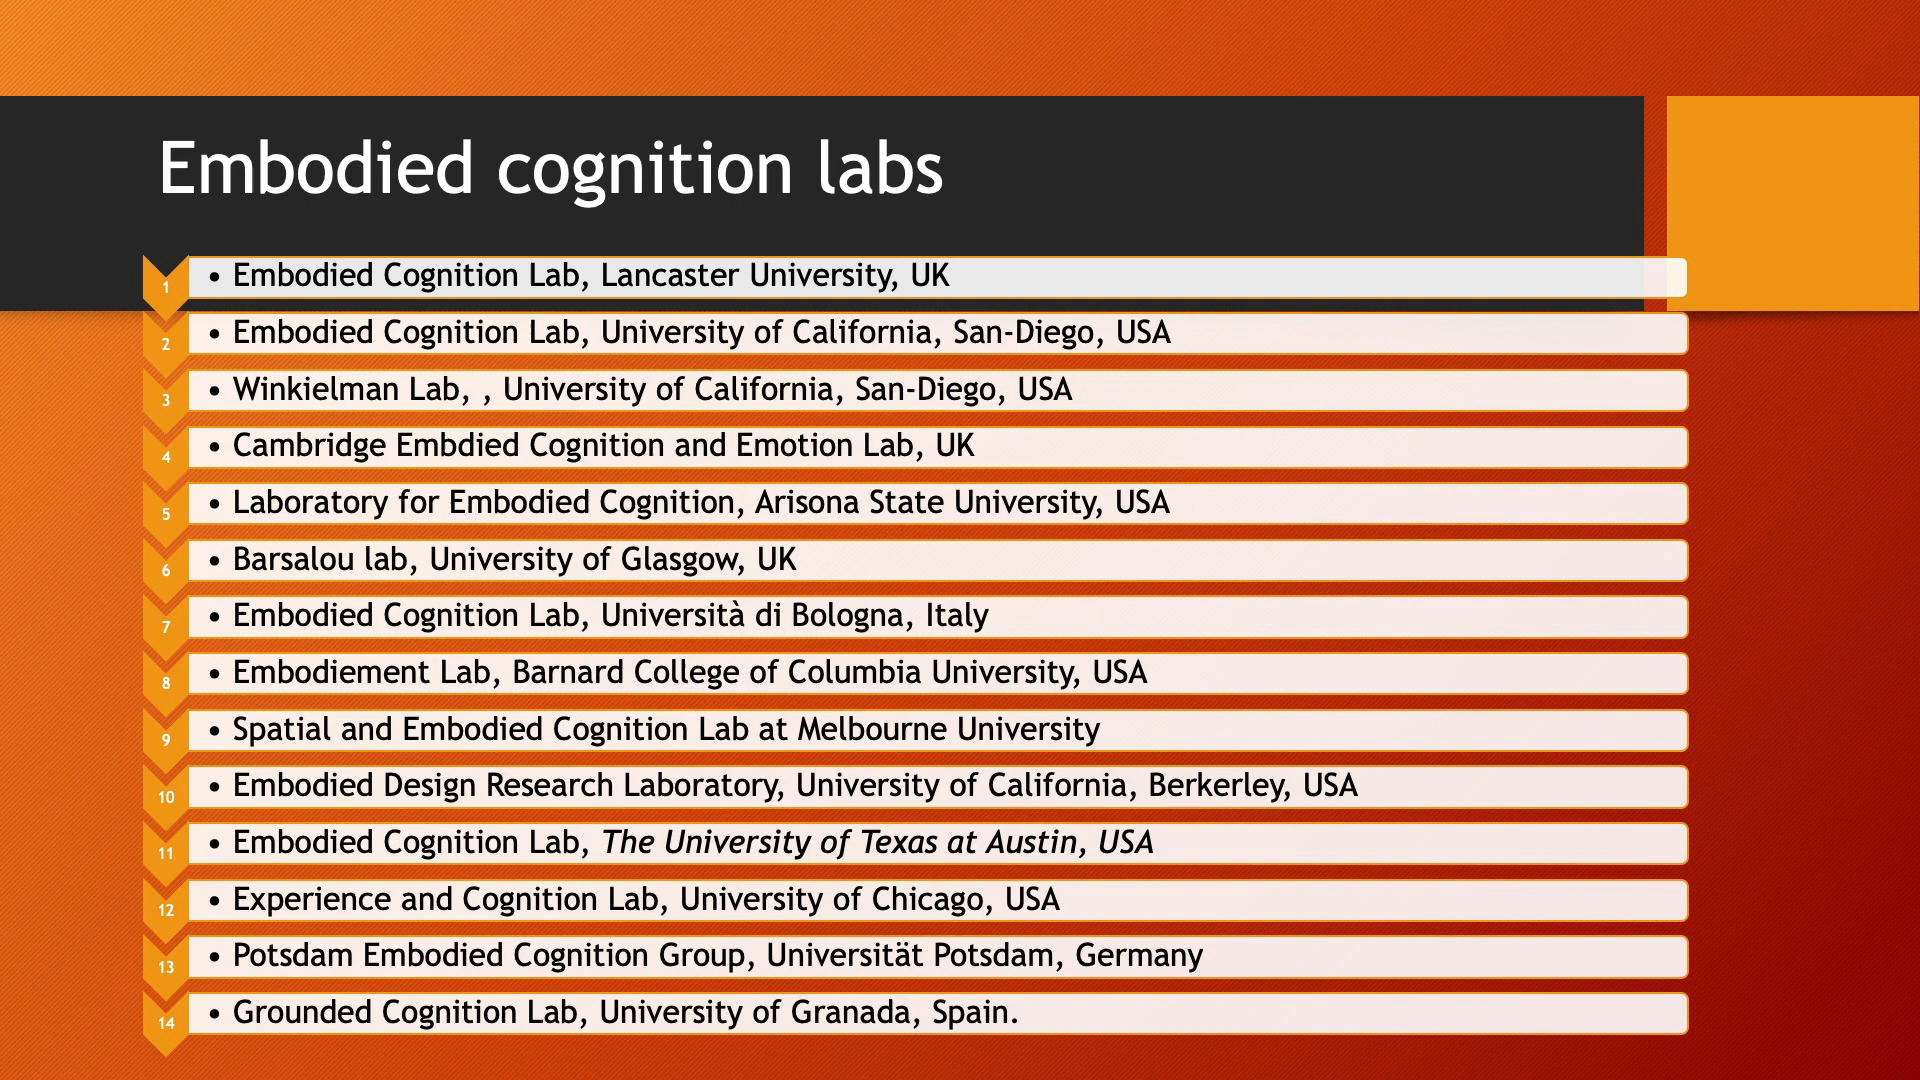 Embodied cognition labs
1 • Embodied Cognition Lab, Lancaster University, UK
2 • Embodied Cognition Lab, University of California, San-Diego, USA
3 • Winkielman Lab, , University of California, San-Diego, USA
4 • Cambridge Embdied Cognition and Emotion Lab, UK
5 • Laboratory for Embodied Cognition, Arisona State University, USA
6 • Barsalou lab, University of Glasgow, UK
7 • Embodied Cognition Lab, Università di Bologna, Italy
8 • Embodiement Lab, Barnard College of Columbia University, USA
9 • Spatial and Embodied Cognition Lab at Melbourne University
10 • Embodied Design Research Laboratory, University of California, Berkerley, USA
11 • Embodied Cognition Lab, The University of Texas at Austin, USA
12 • Experience and Cognition Lab, University of Chicago, USA
13 • Potsdam Embodied Cognition Group, Universität Potsdam, Germany
14 • Grounded Cognition Lab, University of Granada, Spain.